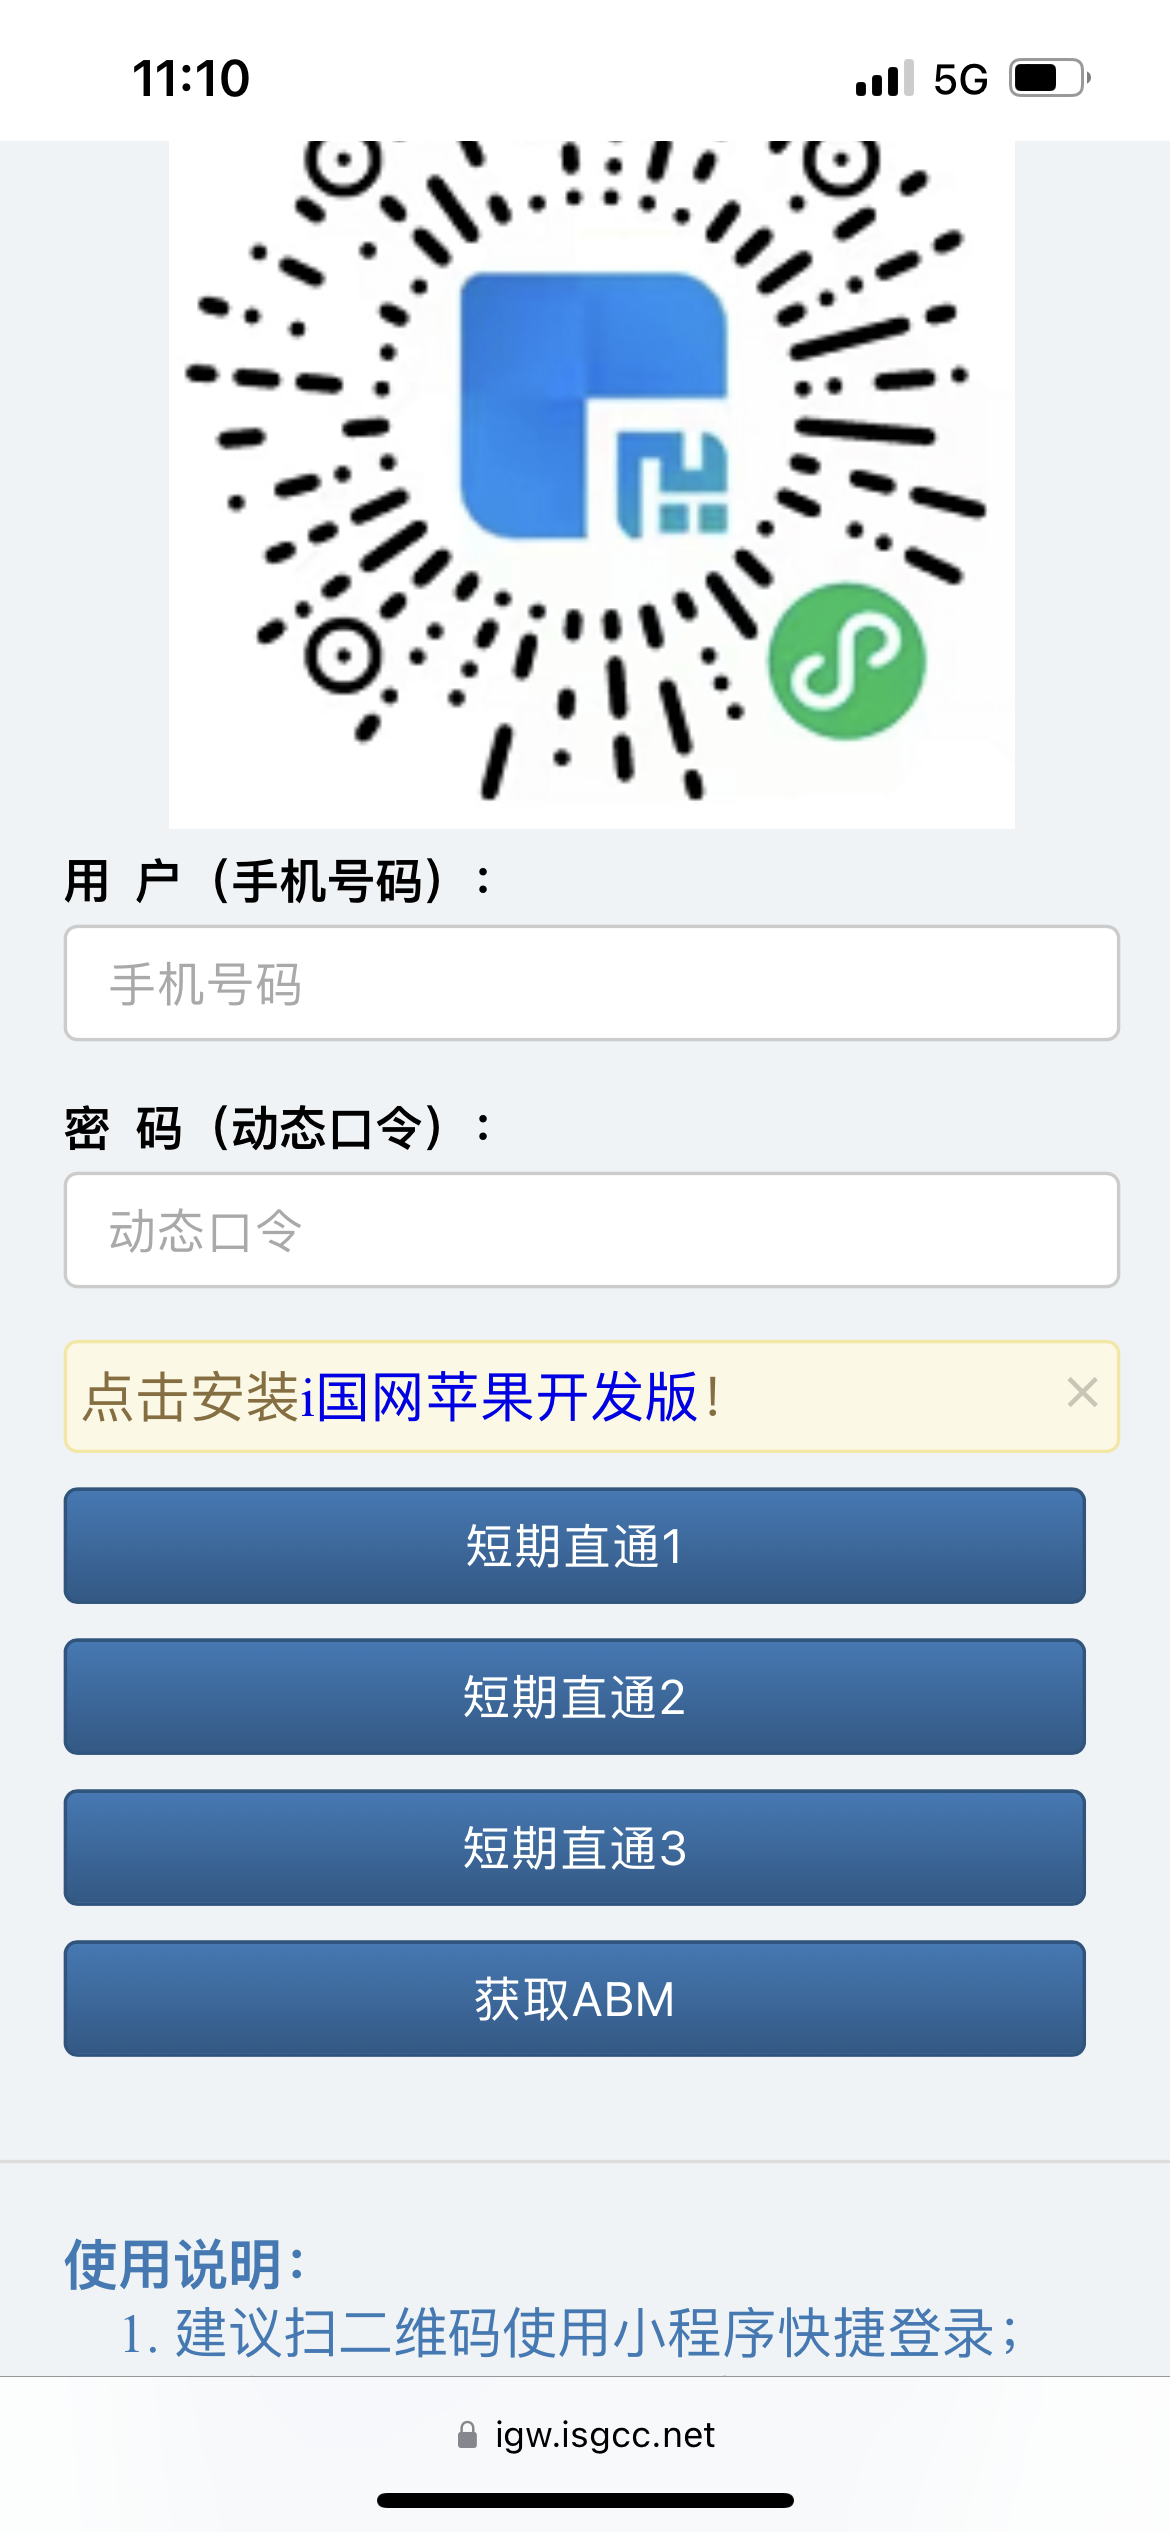 11:10 5G
用 户（手机号码）:
手机号码
密 码（动态口令）:
动态口令
点击安装i国网苹果开发版！ ×
短期直通1
短期直通2
短期直通3
获取ABM
使用说明：
1. 建议扫二维码使用小程序快捷登录；
igw.isgcc.net